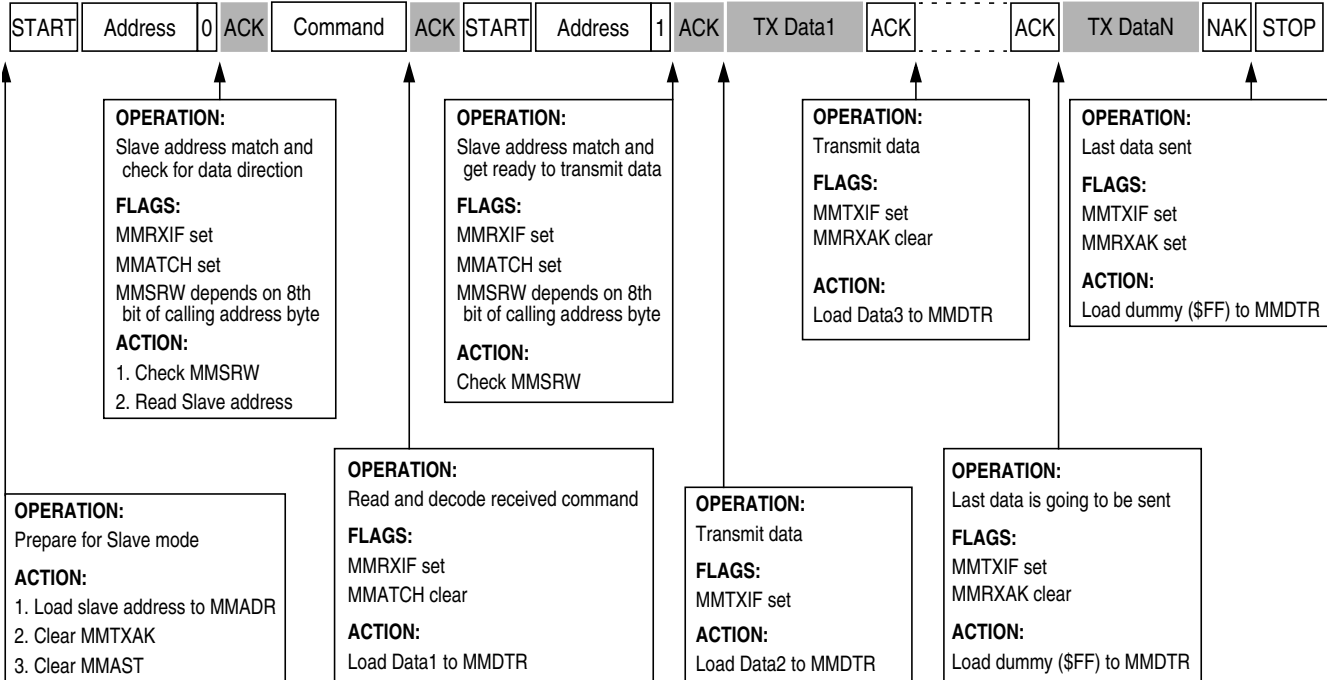 START Address 0 ACK Command ACK START Address 1 ACK TX Data1 ACK ACK TX DataN NAK STOP
OPERATION:
Slave address match and
check for data direction
FLAGS:
MMRXIF set
MMATCH set
MMSRW depends on 8th
bit of calling address byte
ACTION:
1. Check MMSRW
2. Read Slave address
OPERATION:
Slave address match and
get ready to transmit data
FLAGS:
MMRXIF set
MMATCH set
MMSRW depends on 8th
bit of calling address byte
ACTION:
Check MMSRW
OPERATION:
Transmit data
FLAGS:
MMTXIF set
MMRXAK clear
ACTION:
Load Data3 to MMDTR
OPERATION:
Last data sent
FLAGS:
MMTXIF set
MMRXAK set
ACTION:
Load dummy ($FF) to MMDTR
OPERATION:
Prepare for Slave mode
ACTION:
1. Load slave address to MMADR
2. Clear MMTXAK
3. Clear MMAST
OPERATION:
Read and decode received command
FLAGS:
MMRXIF set
MMATCH clear
ACTION:
Load Data1 to MMDTR
OPERATION:
Transmit data
FLAGS:
MMTXIF set
ACTION:
Load Data2 to MMDTR
OPERATION:
Last data is going to be sent
FLAGS:
MMTXIF set
MMRXAK clear
ACTION:
Load dummy ($FF) to MMDTR